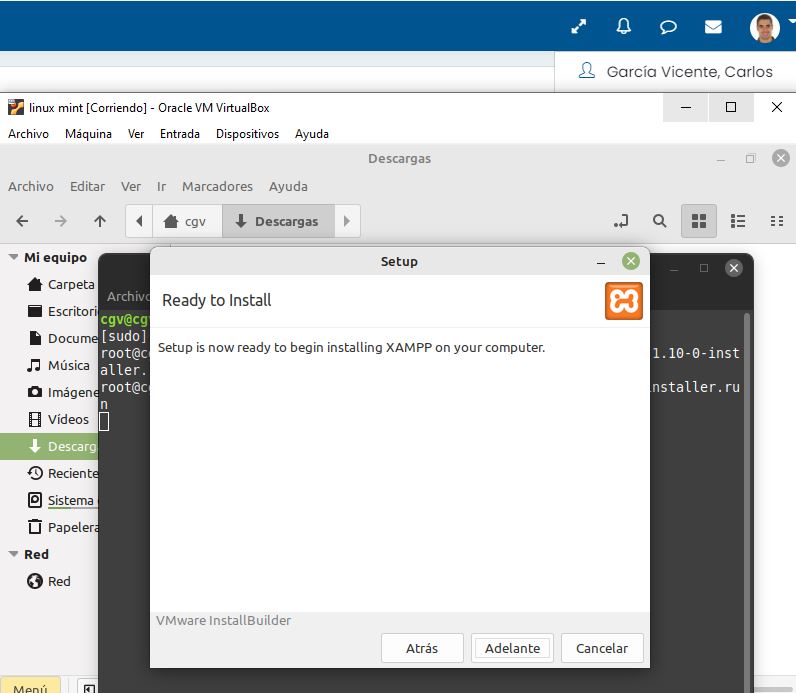 García Vicente, Carlos
linux mint [Corriendo] - Oracle VM VirtualBox
Archivo Máquina Ver Entrada Dispositivos Ayuda
Descargas
Archivo Editar Ver Ir Marcadores Ayuda
cgv Descargas
Mi equipo
Carpeta
Escritori
Docume
Música
Imágene
Vídeos
Descarg
Reciente
Sistema
Papelera
Red
Red
Archivo
cgv@cg
[sudo]
root@c 1.10-0-inst
aller.
root@c nstaller.ru
n
Setup
Ready to Install
Setup is now ready to begin installing XAMPP on your computer.
VMware InstallBuilder
Atrás Adelante Cancelar
Menú